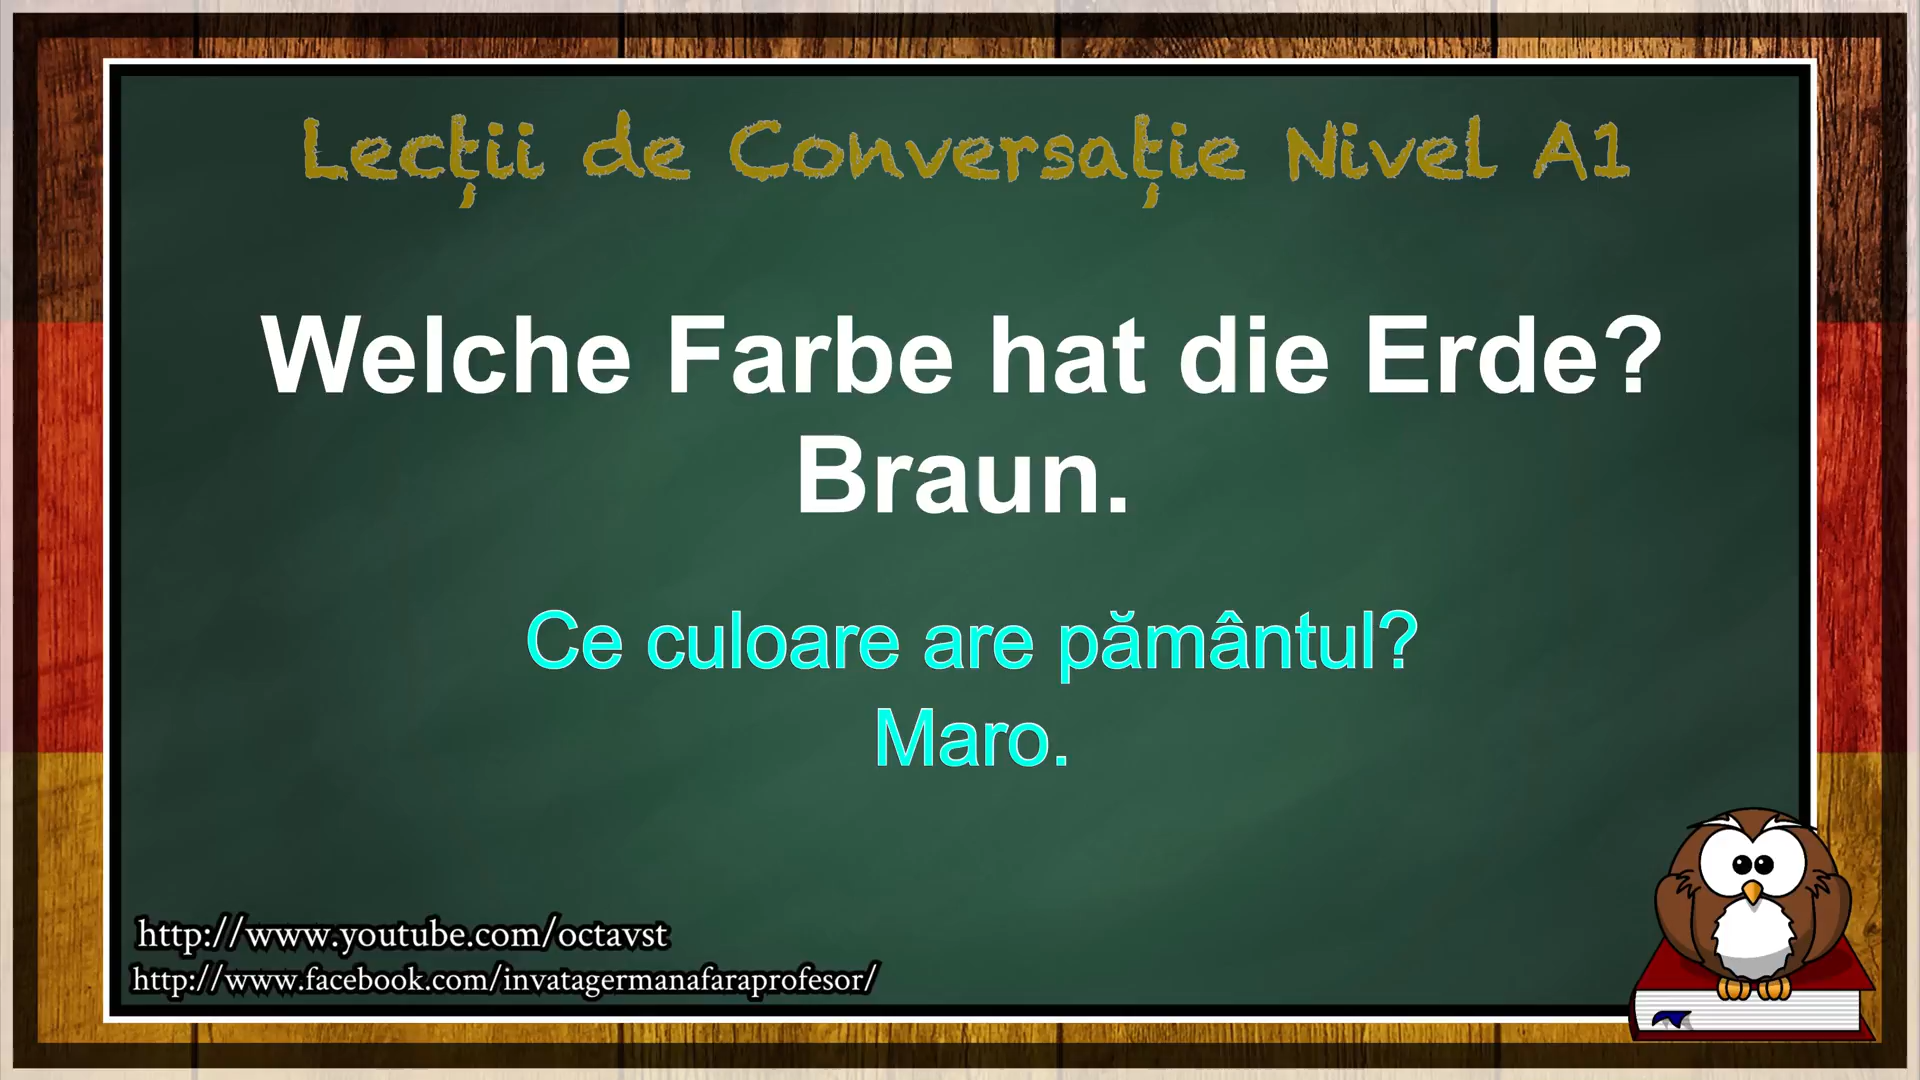 Lecții de Conversație Nivel A1
Welche Farbe hat die Erde?
Braun.
Ce culoare are pământul?
Maro.
http://www.youtube.com/octavst
http://www.facebook.com/invatagermanafaraprofesor/